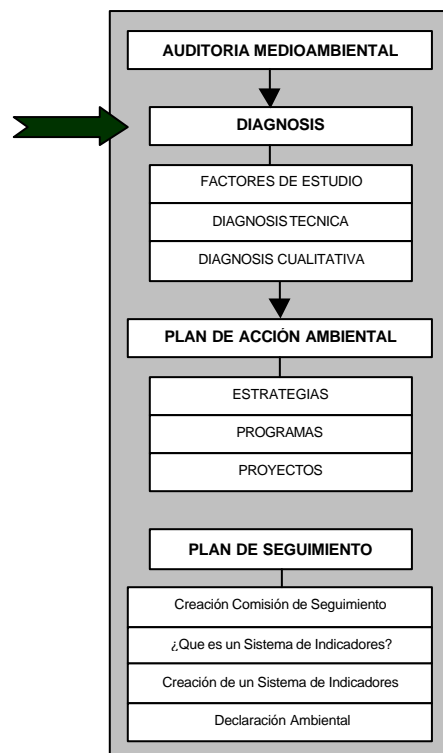 AUDITORIA MEDIOAMBIENTAL
DIAGNOSIS
FACTORES DE ESTUDIO
DIAGNOSIS TECNICA
DIAGNOSIS CUALITATIVA
PLAN DE ACCIÓN AMBIENTAL
ESTRATEGIAS
PROGRAMAS
PROYECTOS
PLAN DE SEGUIMIENTO
Creación Comisión de Seguimiento
¿Que es un Sistema de Indicadores?
Creación de un Sistema de Indicadores
Declaración Ambiental